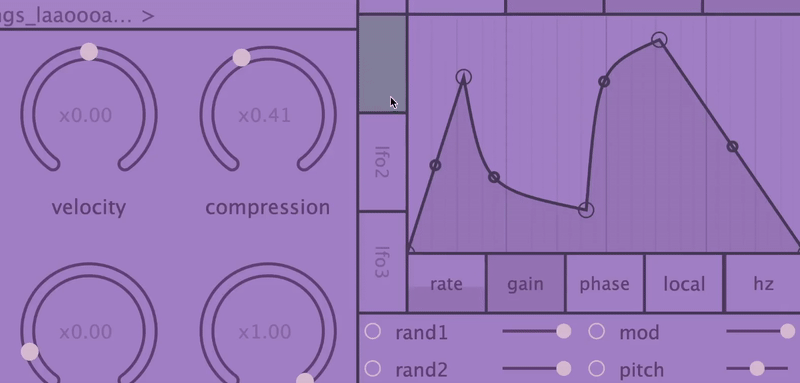 ngs_laaooa... >
x0.00
x0.41
velocity
compression
x0.00
x1.00
lfo2
lfo3
rate
gain
phase
local
hz
rand1
mod
rand2
pitch